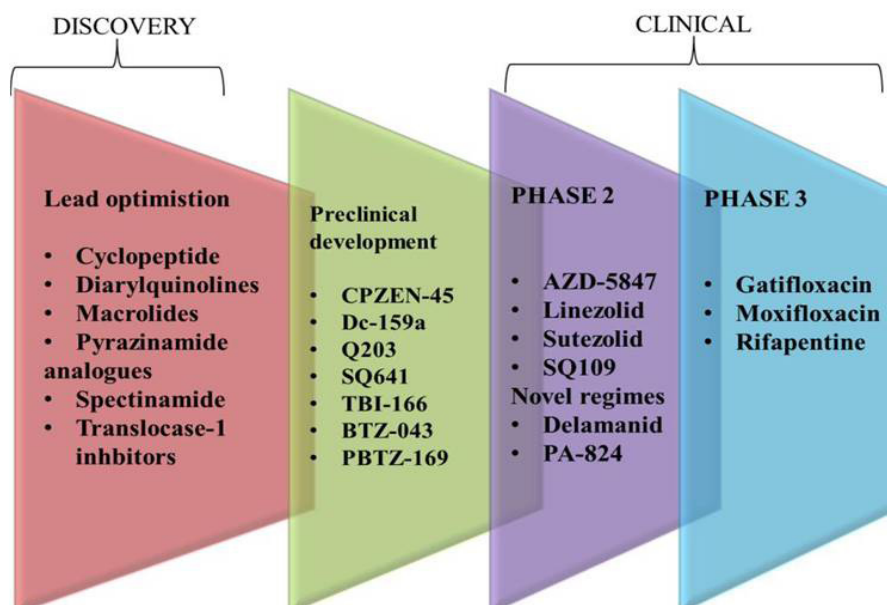 DISCOVERY
CLINICAL
Lead optimistion
• Cyclopeptide
• Diarylquinolines
• Macrolides
• Pyrazinamide
analogues
• Spectinamide
• Translocase-1
inhbitors
Preclinical
development
• CPZEN-45
• Dc-159a
• Q203
• SQ641
• TBI-166
• BTZ-043
• PBTZ-169
PHASE 2
• AZD-5847
• Linezolid
• Sutezolid
• SQ109
Novel regimes
• Delamanid
• PA-824
PHASE 3
• Gatifloxacin
• Moxifloxacin
• Rifapentine